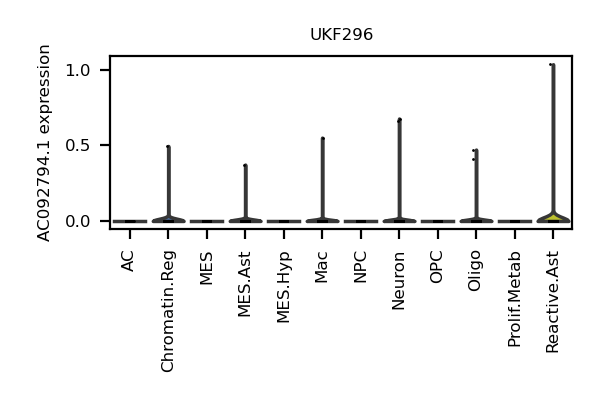 UKF296
AC092794.1 expression
1.0
0.5
0.0
AC
Chromatin.Reg
MES
MES.Ast
MES.Hyp
Mac
NPC
Neuron
OPC
Oligo
Prolif.Metab
Reactive.Ast